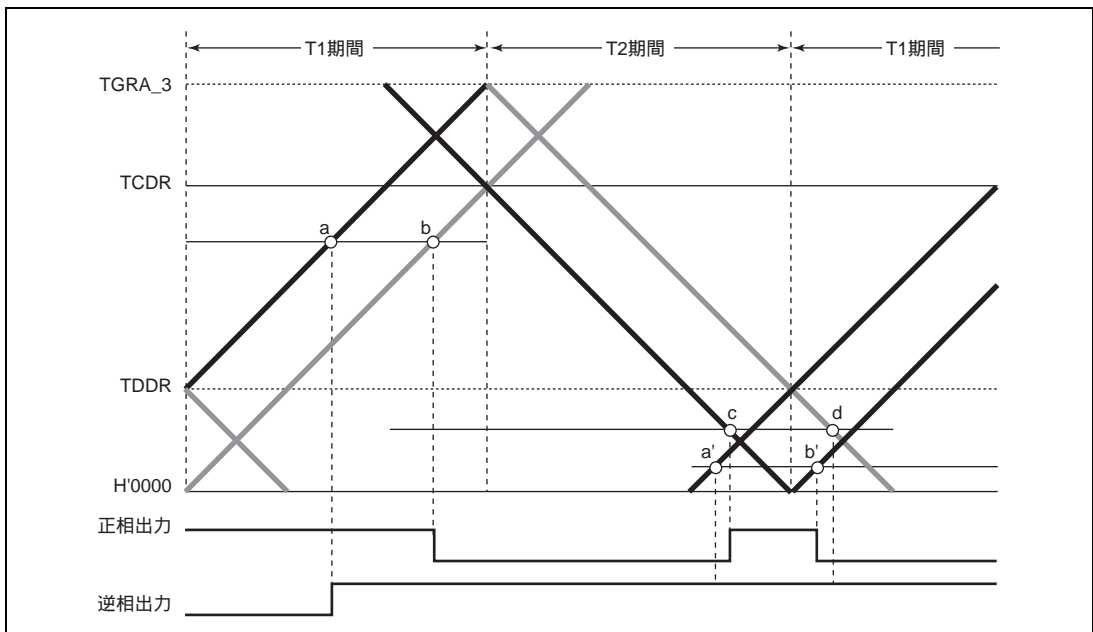 T1期間 T2期間 T1期間
TGRA_3
TCDR
a b
TDDR
c d
a' b'
H'0000
正相出力
逆相出力